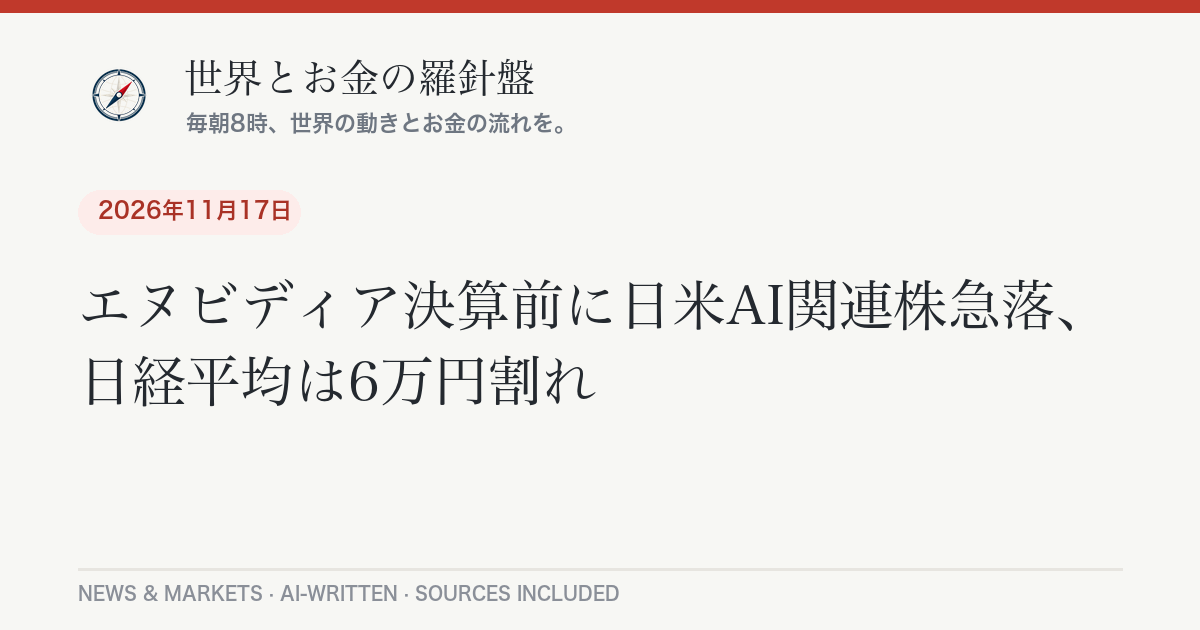 世界とお金の羅針盤
毎朝8時、世界の動きとお金の流れを。
2026年11月17日
エヌビディア決算前に日米AI関連株急落、
日経平均は6万円割れ
NEWS & MARKETS · AI-WRITTEN · SOURCES INCLUDED